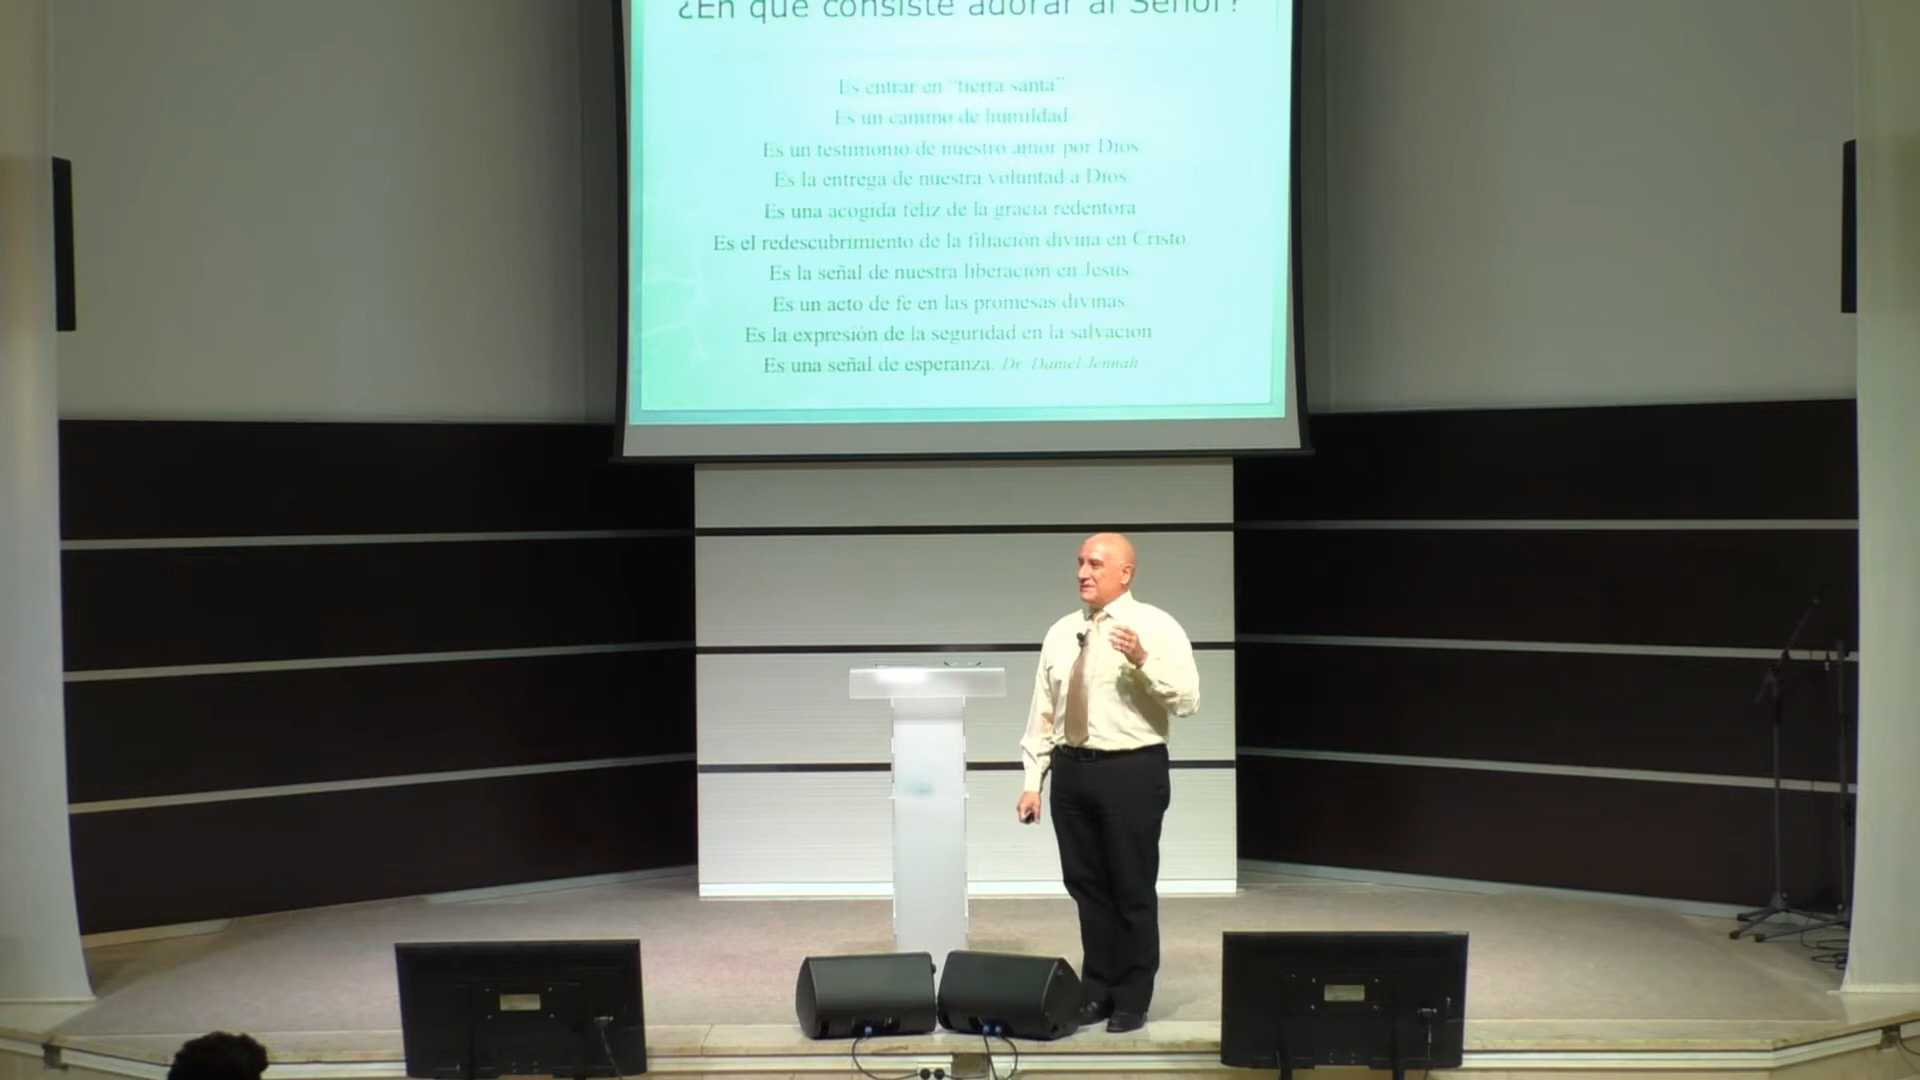 ¿En qué consiste adorar al Señor?
Es entrar en “tierra santa”
Es un camino de humildad
Es un testimonio de nuestro amor por Dios
Es la entrega de nuestra voluntad a Dios
Es una acogida feliz de la gracia redentora
Es el redescubrimiento de la filiación divina en Cristo
Es la señal de nuestra liberación en Jesús
Es un acto de fe en las promesas divinas
Es la expresión de la seguridad en la salvación
Es una señal de esperanza. Dr. Daniel Jennah